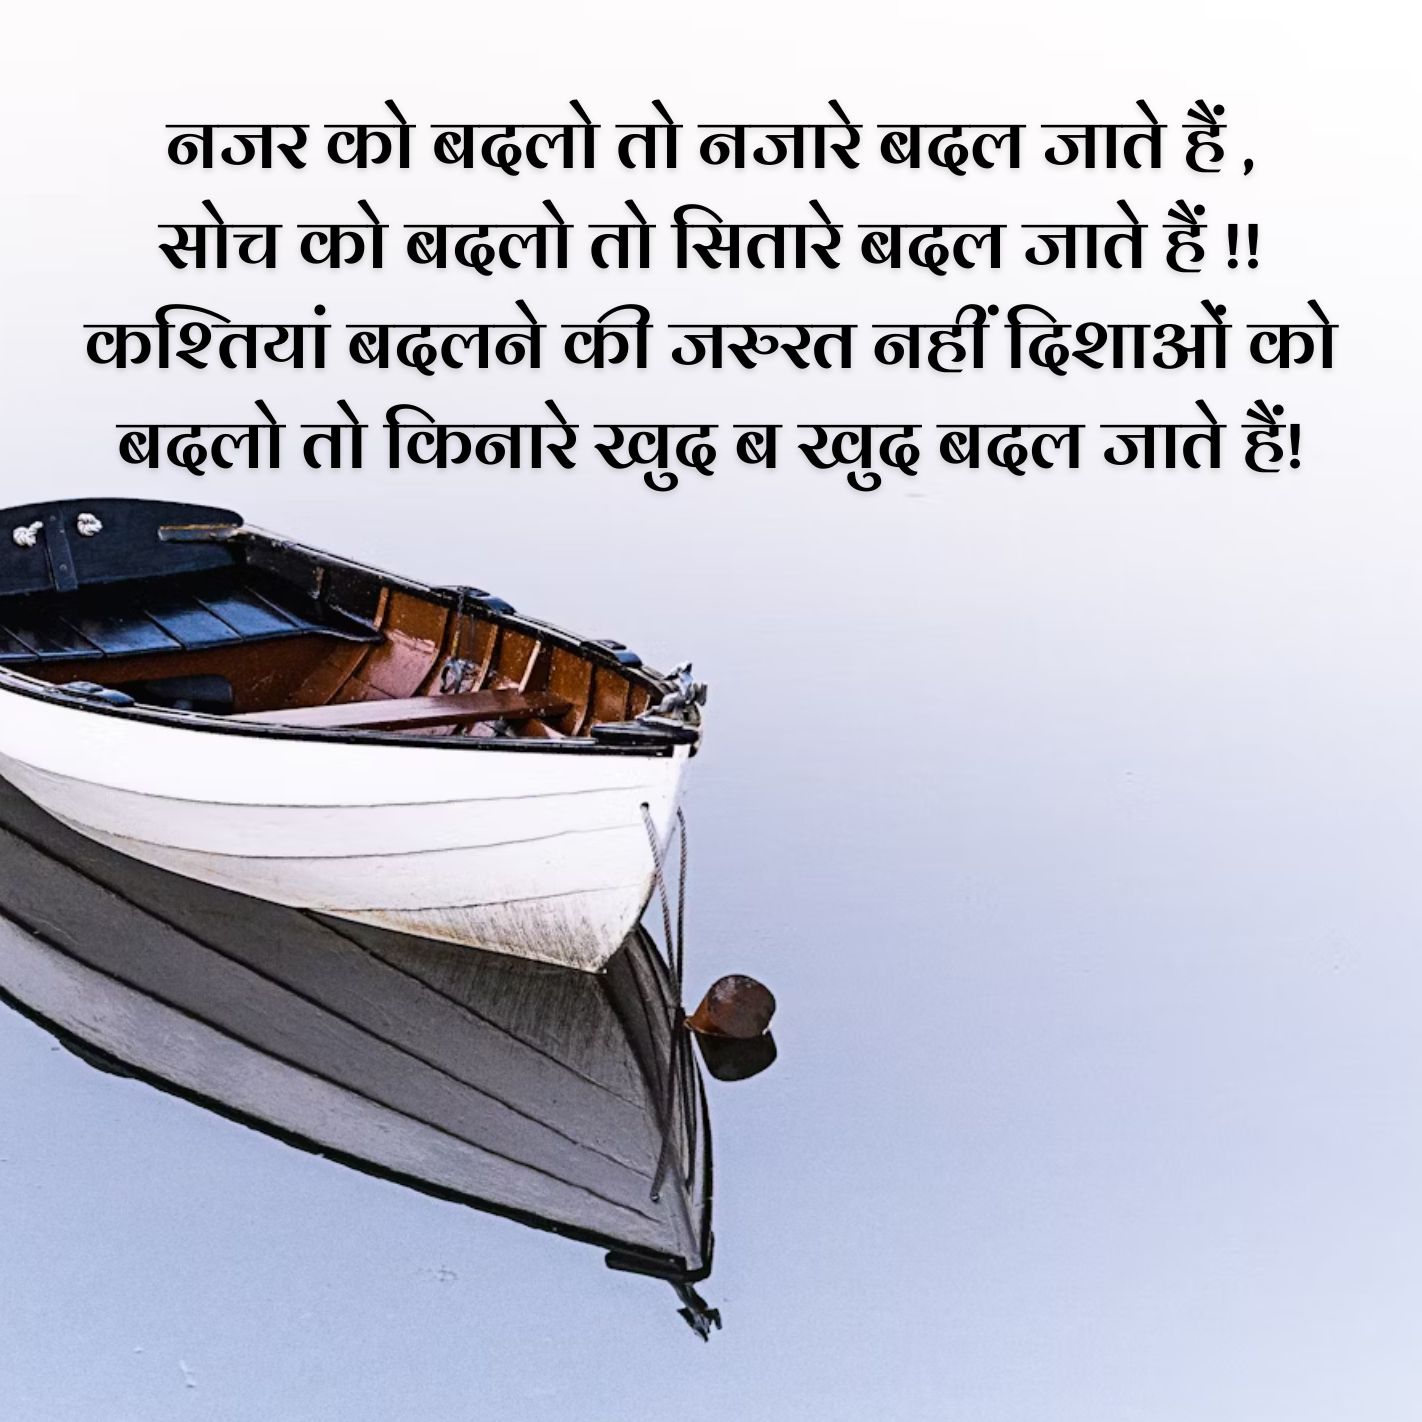 नजर को बदलो तो नजारे बदल जाते हैं ,
सोच को बदलो तो सितारे बदल जाते हैं !!
कश्तियां बदलने की जरुरत नहीं दिशाओं को
बदलो तो किनारे खुद ब खुद बदल जाते हैं!